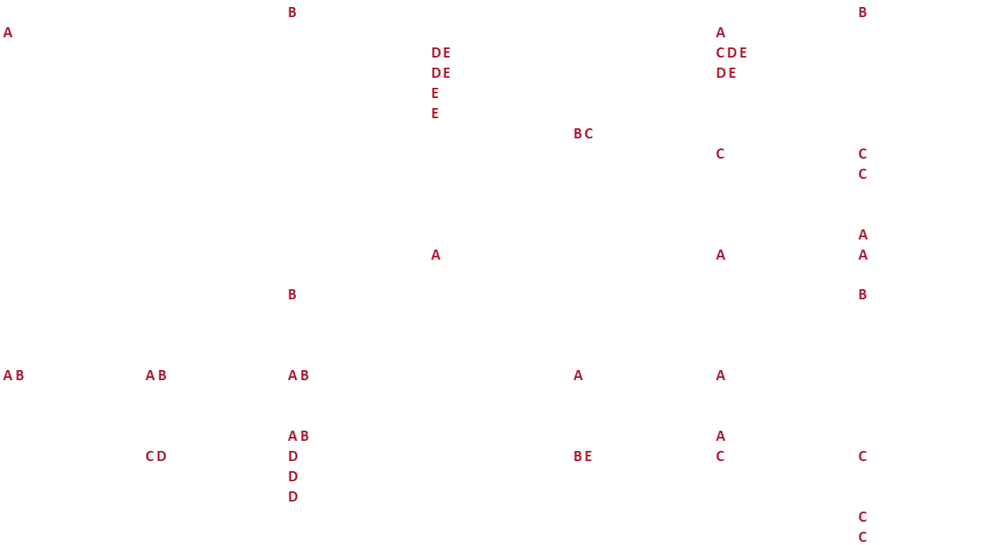 B B
A A
DE CDE
DE DE
E
E
BC
C C
C
A
A A A
B B
AB AB AB A A
AB A
CD D BE C C
D
D
C
C